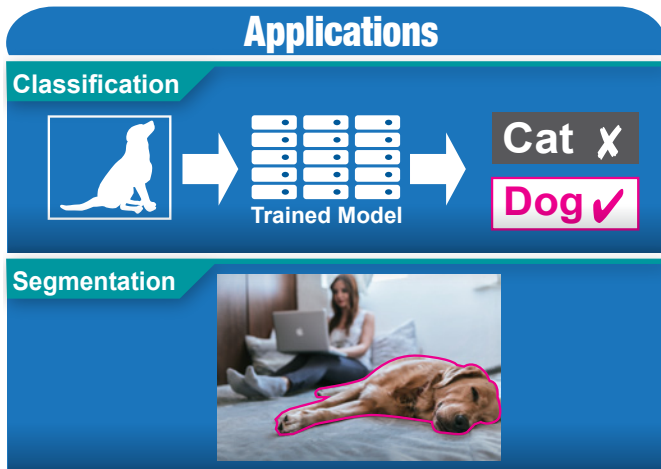 Applications
Classification
Cat ✘
Dog ✔
Trained Model
Segmentation